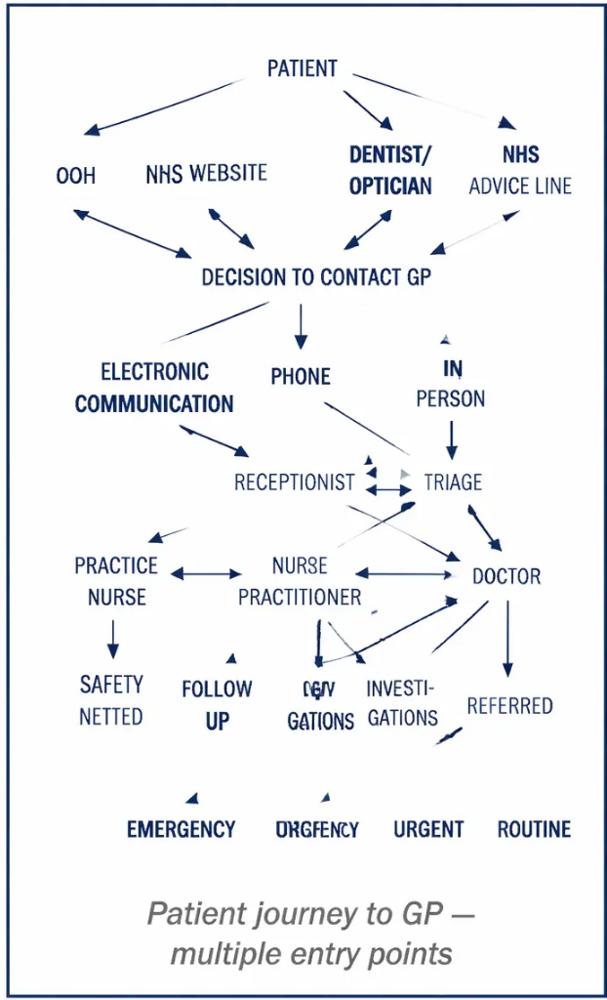 PATIENT
OOH
NHS WEBSITE
DENTIST/
OPTICIAN
NHS
ADVICE LINE
DECISION TO CONTACT GP
ELECTRONIC
COMMUNICATION
PHONE
IN
PERSON
RECEPTIONIST
TRIAGE
PRACTICE
NURSE
NURSE
PRACTITIONER
DOCTOR
SAFETY
NETTED
FOLLOW
UP
GATIONS
INVESTI-
GATIONS
REFERRED
EMERGENCY
URGENT
ROUTINE
Patient journey to GP —
multiple entry points